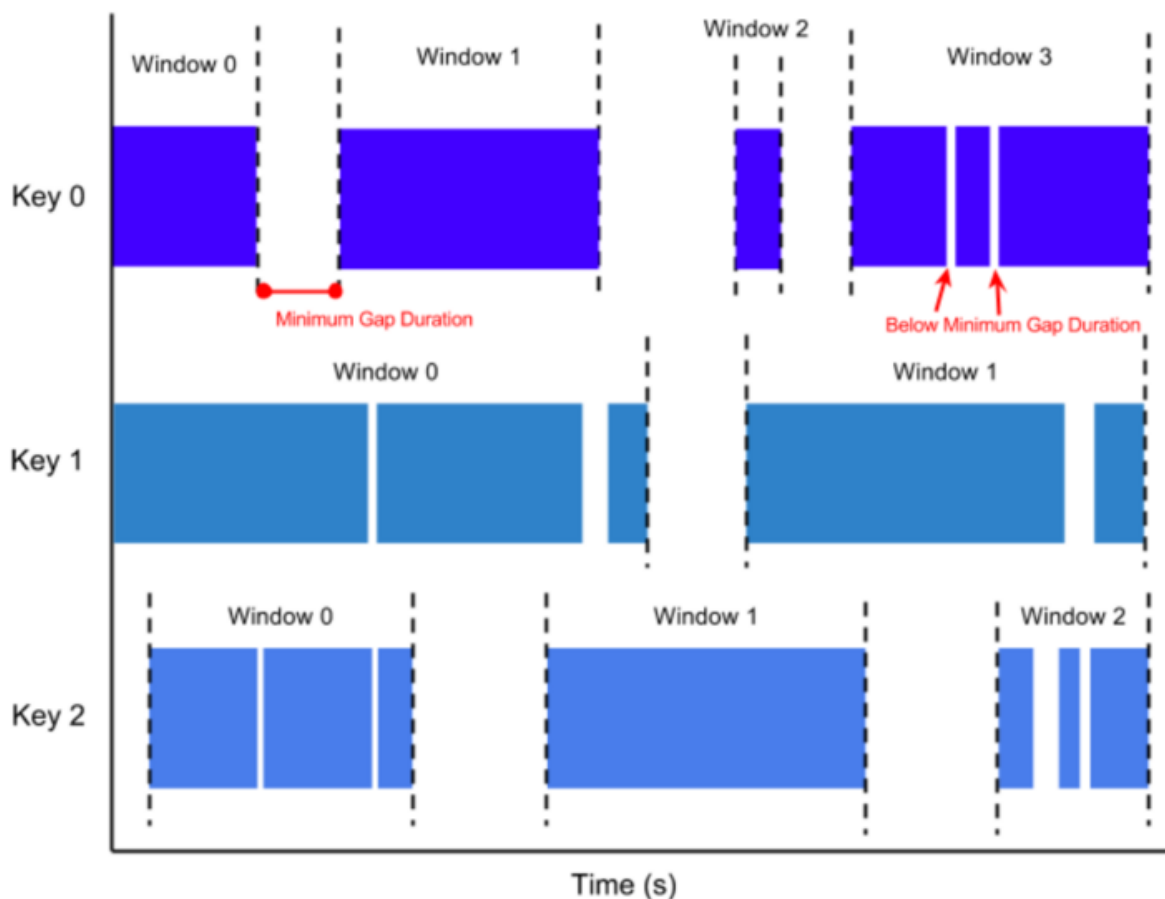 Window 2
Window 0
Window 1
Window 3
Key 0
Minimum Gap Duration
Below Minimum Gap Duration
Window 0
Window 1
Key 1
Window 0
Window 1
Window 2
Key 2
Time (s)